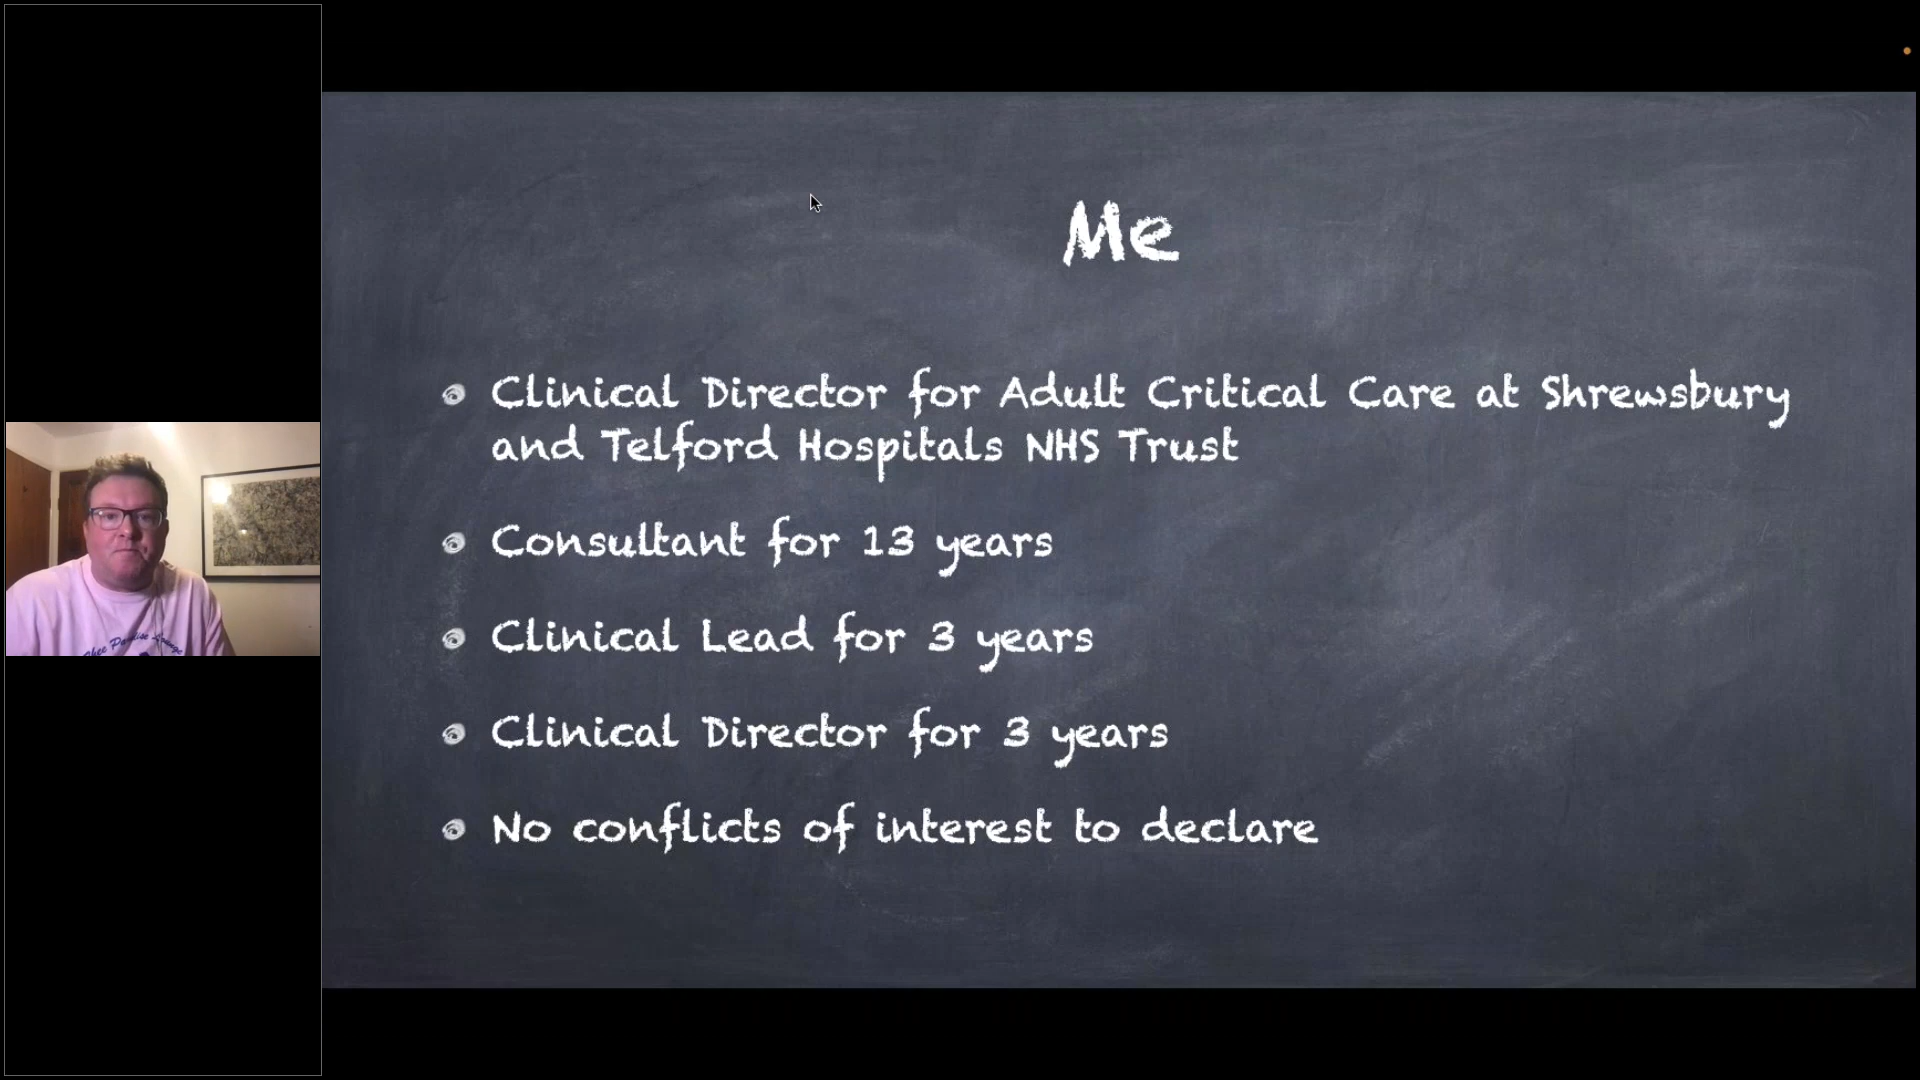 Me
Clinical Director for Adult Critical Care at Shrewsbury
and Telford Hospitals NHS Trust
Consultant for 13 years
Clinical Lead for 3 years
Clinical Director for 3 years
No conflicts of interest to declare